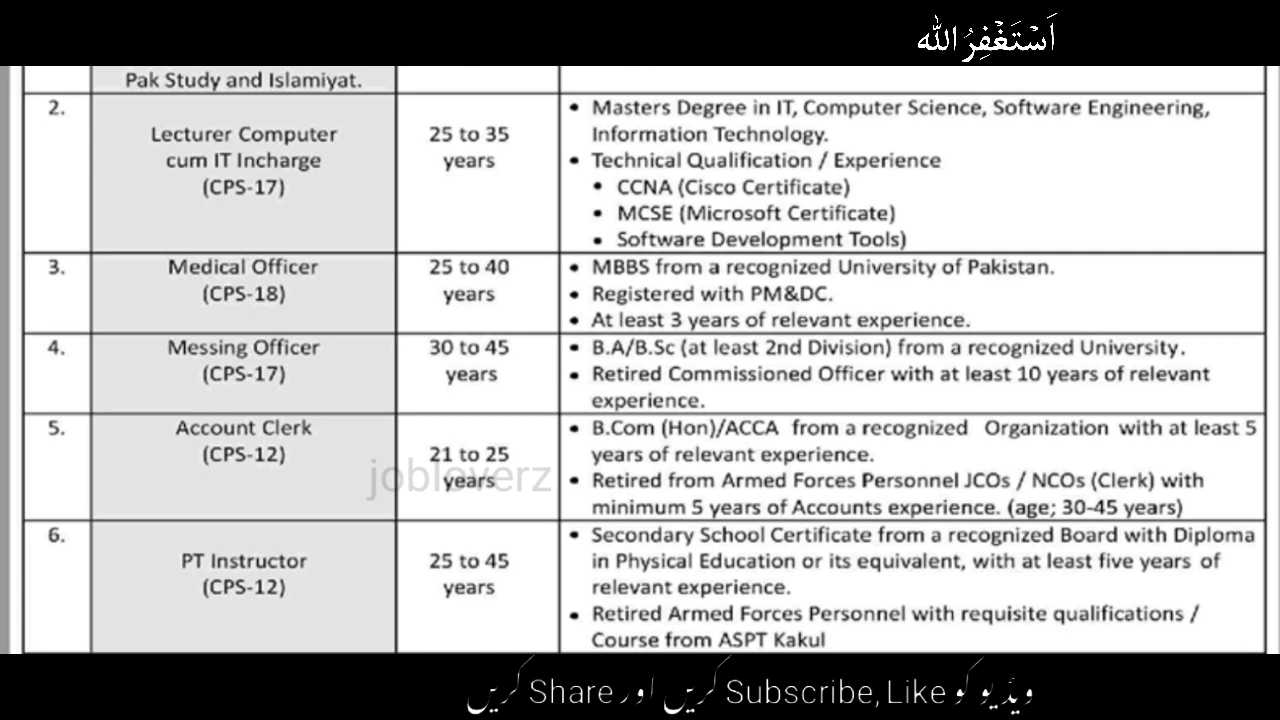 اَسْتَغْفِرُ اللّٰه
Pak Study and Islamiyat.
2.
Lecturer Computer
cum IT Incharge
(CPS-17)
25 to 35
years
• Masters Degree in IT, Computer Science, Software Engineering,
Information Technology.
• Technical Qualification / Experience
• CCNA (Cisco Certificate)
• MCSE (Microsoft Certificate)
• Software Development Tools)
3.
Medical Officer
(CPS-18)
25 to 40
years
• MBBS from a recognized University of Pakistan.
• Registered with PM&DC.
• At least 3 years of relevant experience.
4.
Messing Officer
(CPS-17)
30 to 45
years
• B.A/B.Sc (at least 2nd Division) from a recognized University.
• Retired Commissioned Officer with at least 10 years of relevant
experience.
5.
Account Clerk
(CPS-12)
21 to 25
years
• B.Com (Hon)/ACCA from a recognized Organization with at least 5
years of relevant experience.
• Retired from Armed Forces Personnel JCOs / NCOs (Clerk) with
minimum 5 years of Accounts experience. (age; 30-45 years)
jobloverz
6.
PT Instructor
(CPS-12)
25 to 45
years
• Secondary School Certificate from a recognized Board with Diploma
in Physical Education or its equivalent, with at least five years of
relevant experience.
• Retired Armed Forces Personnel with requisite qualifications /
Course from ASPT Kakul
ویڈیو کو Subscribe, Like کریں اور Share کریں